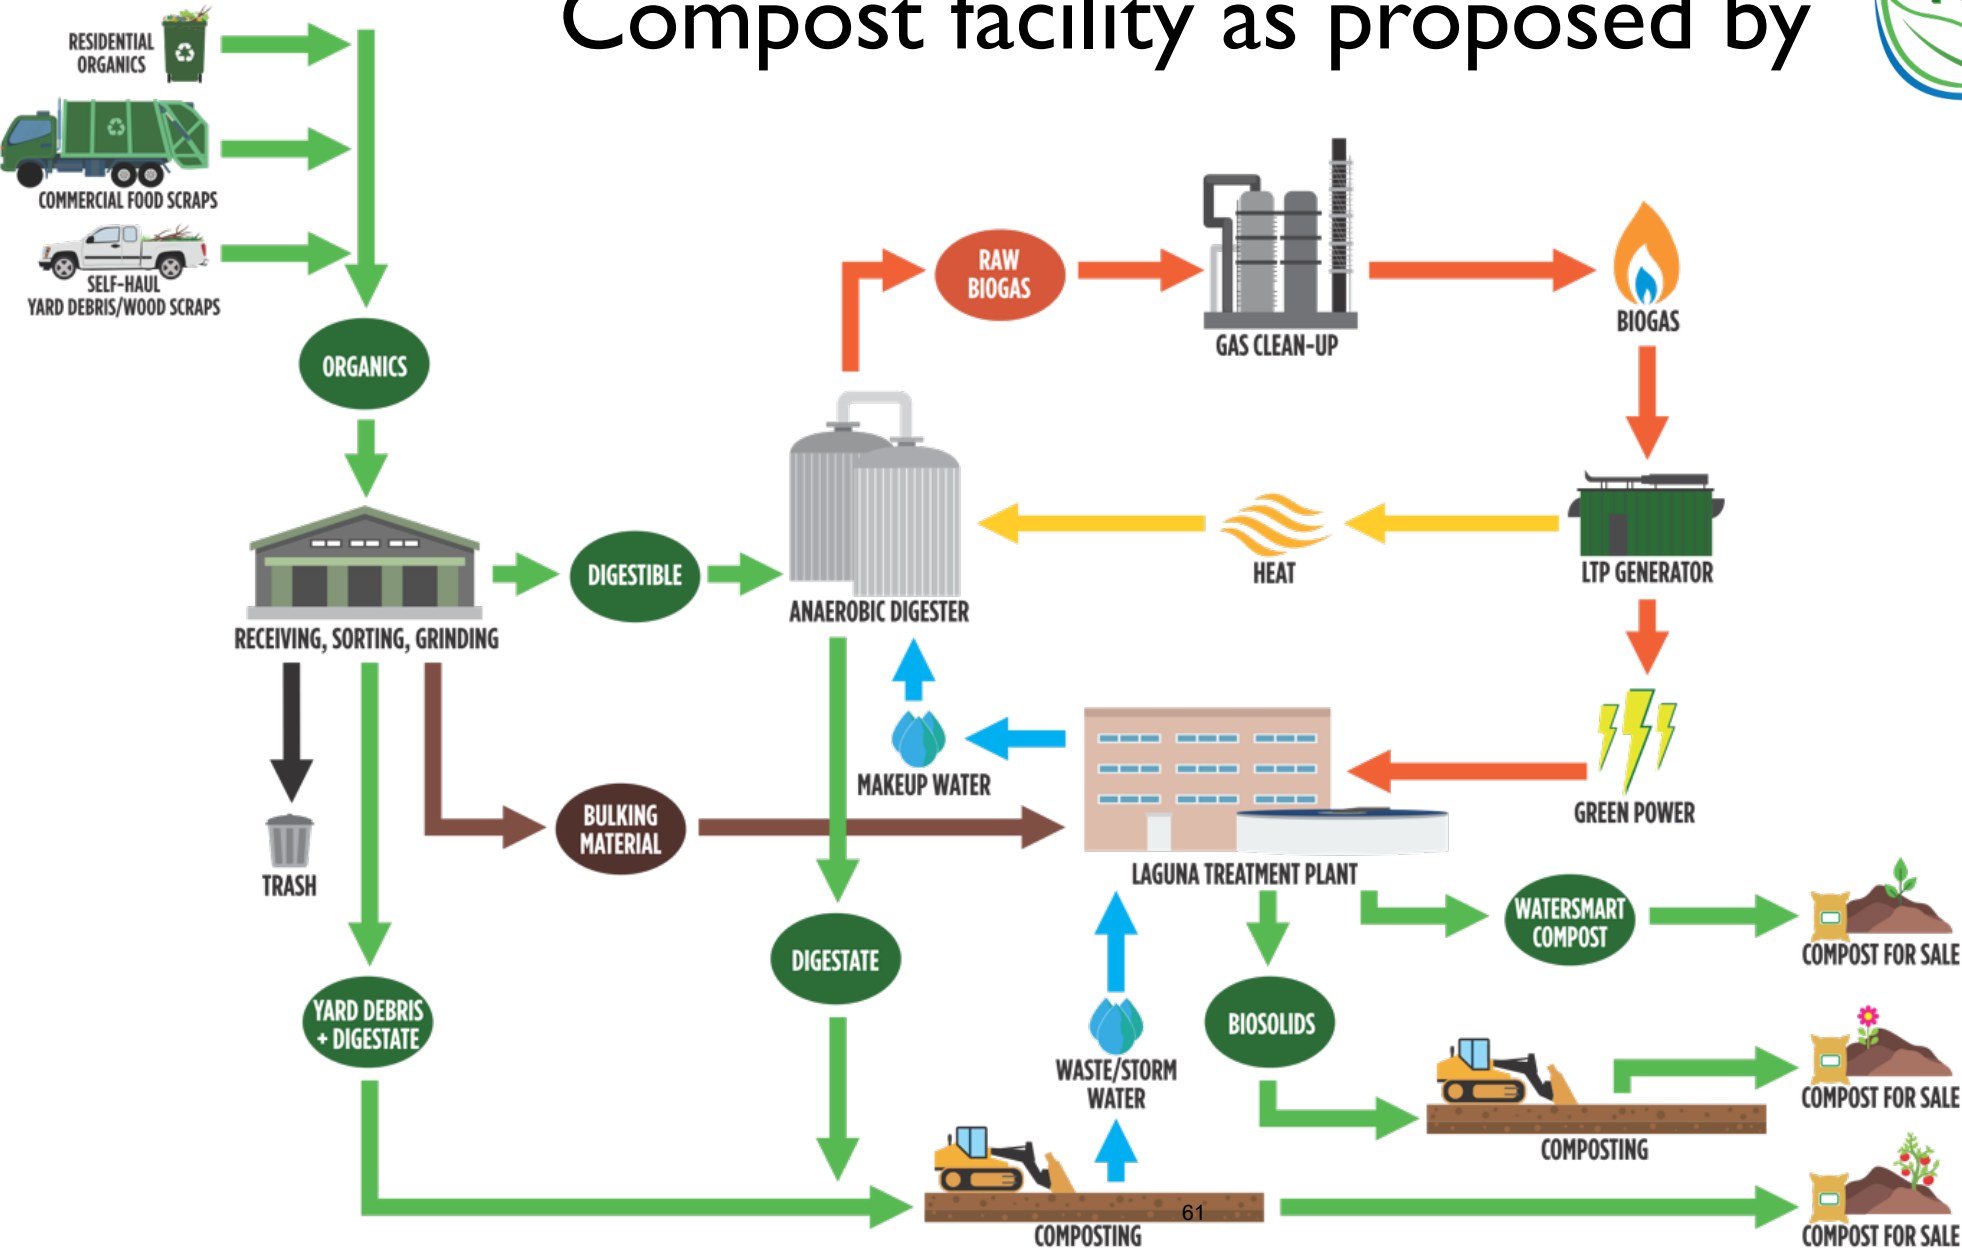 Compost facility as proposed by
RESIDENTIAL
ORGANICS
COMMERCIAL FOOD SCRAPS
SELF-HAUL
YARD DEBRIS/WOOD SCRAPS
ORGANICS
RAW
BIOGAS
GAS CLEAN-UP
BIOGAS
RECEIVING, SORTING, GRINDING
DIGESTIBLE
ANAEROBIC DIGESTER
HEAT
LTP GENERATOR
TRASH
BULKING
MATERIAL
MAKEUP WATER
LAGUNA TREATMENT PLANT
GREEN POWER
YARD DEBRIS
+ DIGESTATE
DIGESTATE
WASTE/STORM
WATER
BIOSOLIDS
WATERSMART
COMPOST
COMPOST FOR SALE
COMPOSTING
COMPOST FOR SALE
61
COMPOSTING
COMPOST FOR SALE